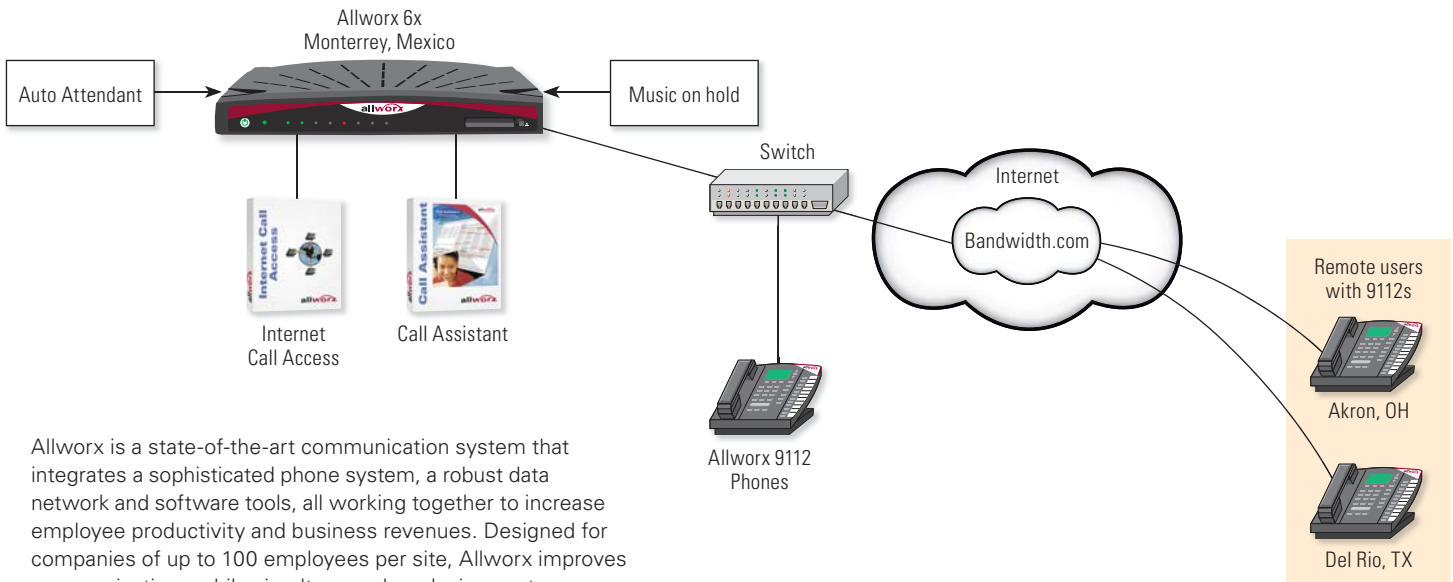 Allworx 6x
Monterrey, Mexico
Auto Attendant
allworx
Music on hold
Switch
Internet
Bandwidth.com
Internet Call
Access
allworx
Call Assistant
allworx
Internet
Call Access
Call Assistant
Remote users
with 9112s
Akron, OH
Allworx 9112
Phones
Del Rio, TX
Allworx is a state-of-the-art communication system that
integrates a sophisticated phone system, a robust data
network and software tools, all working together to increase
employee productivity and business revenues. Designed for
companies of up to 100 employees per site, Allworx improves